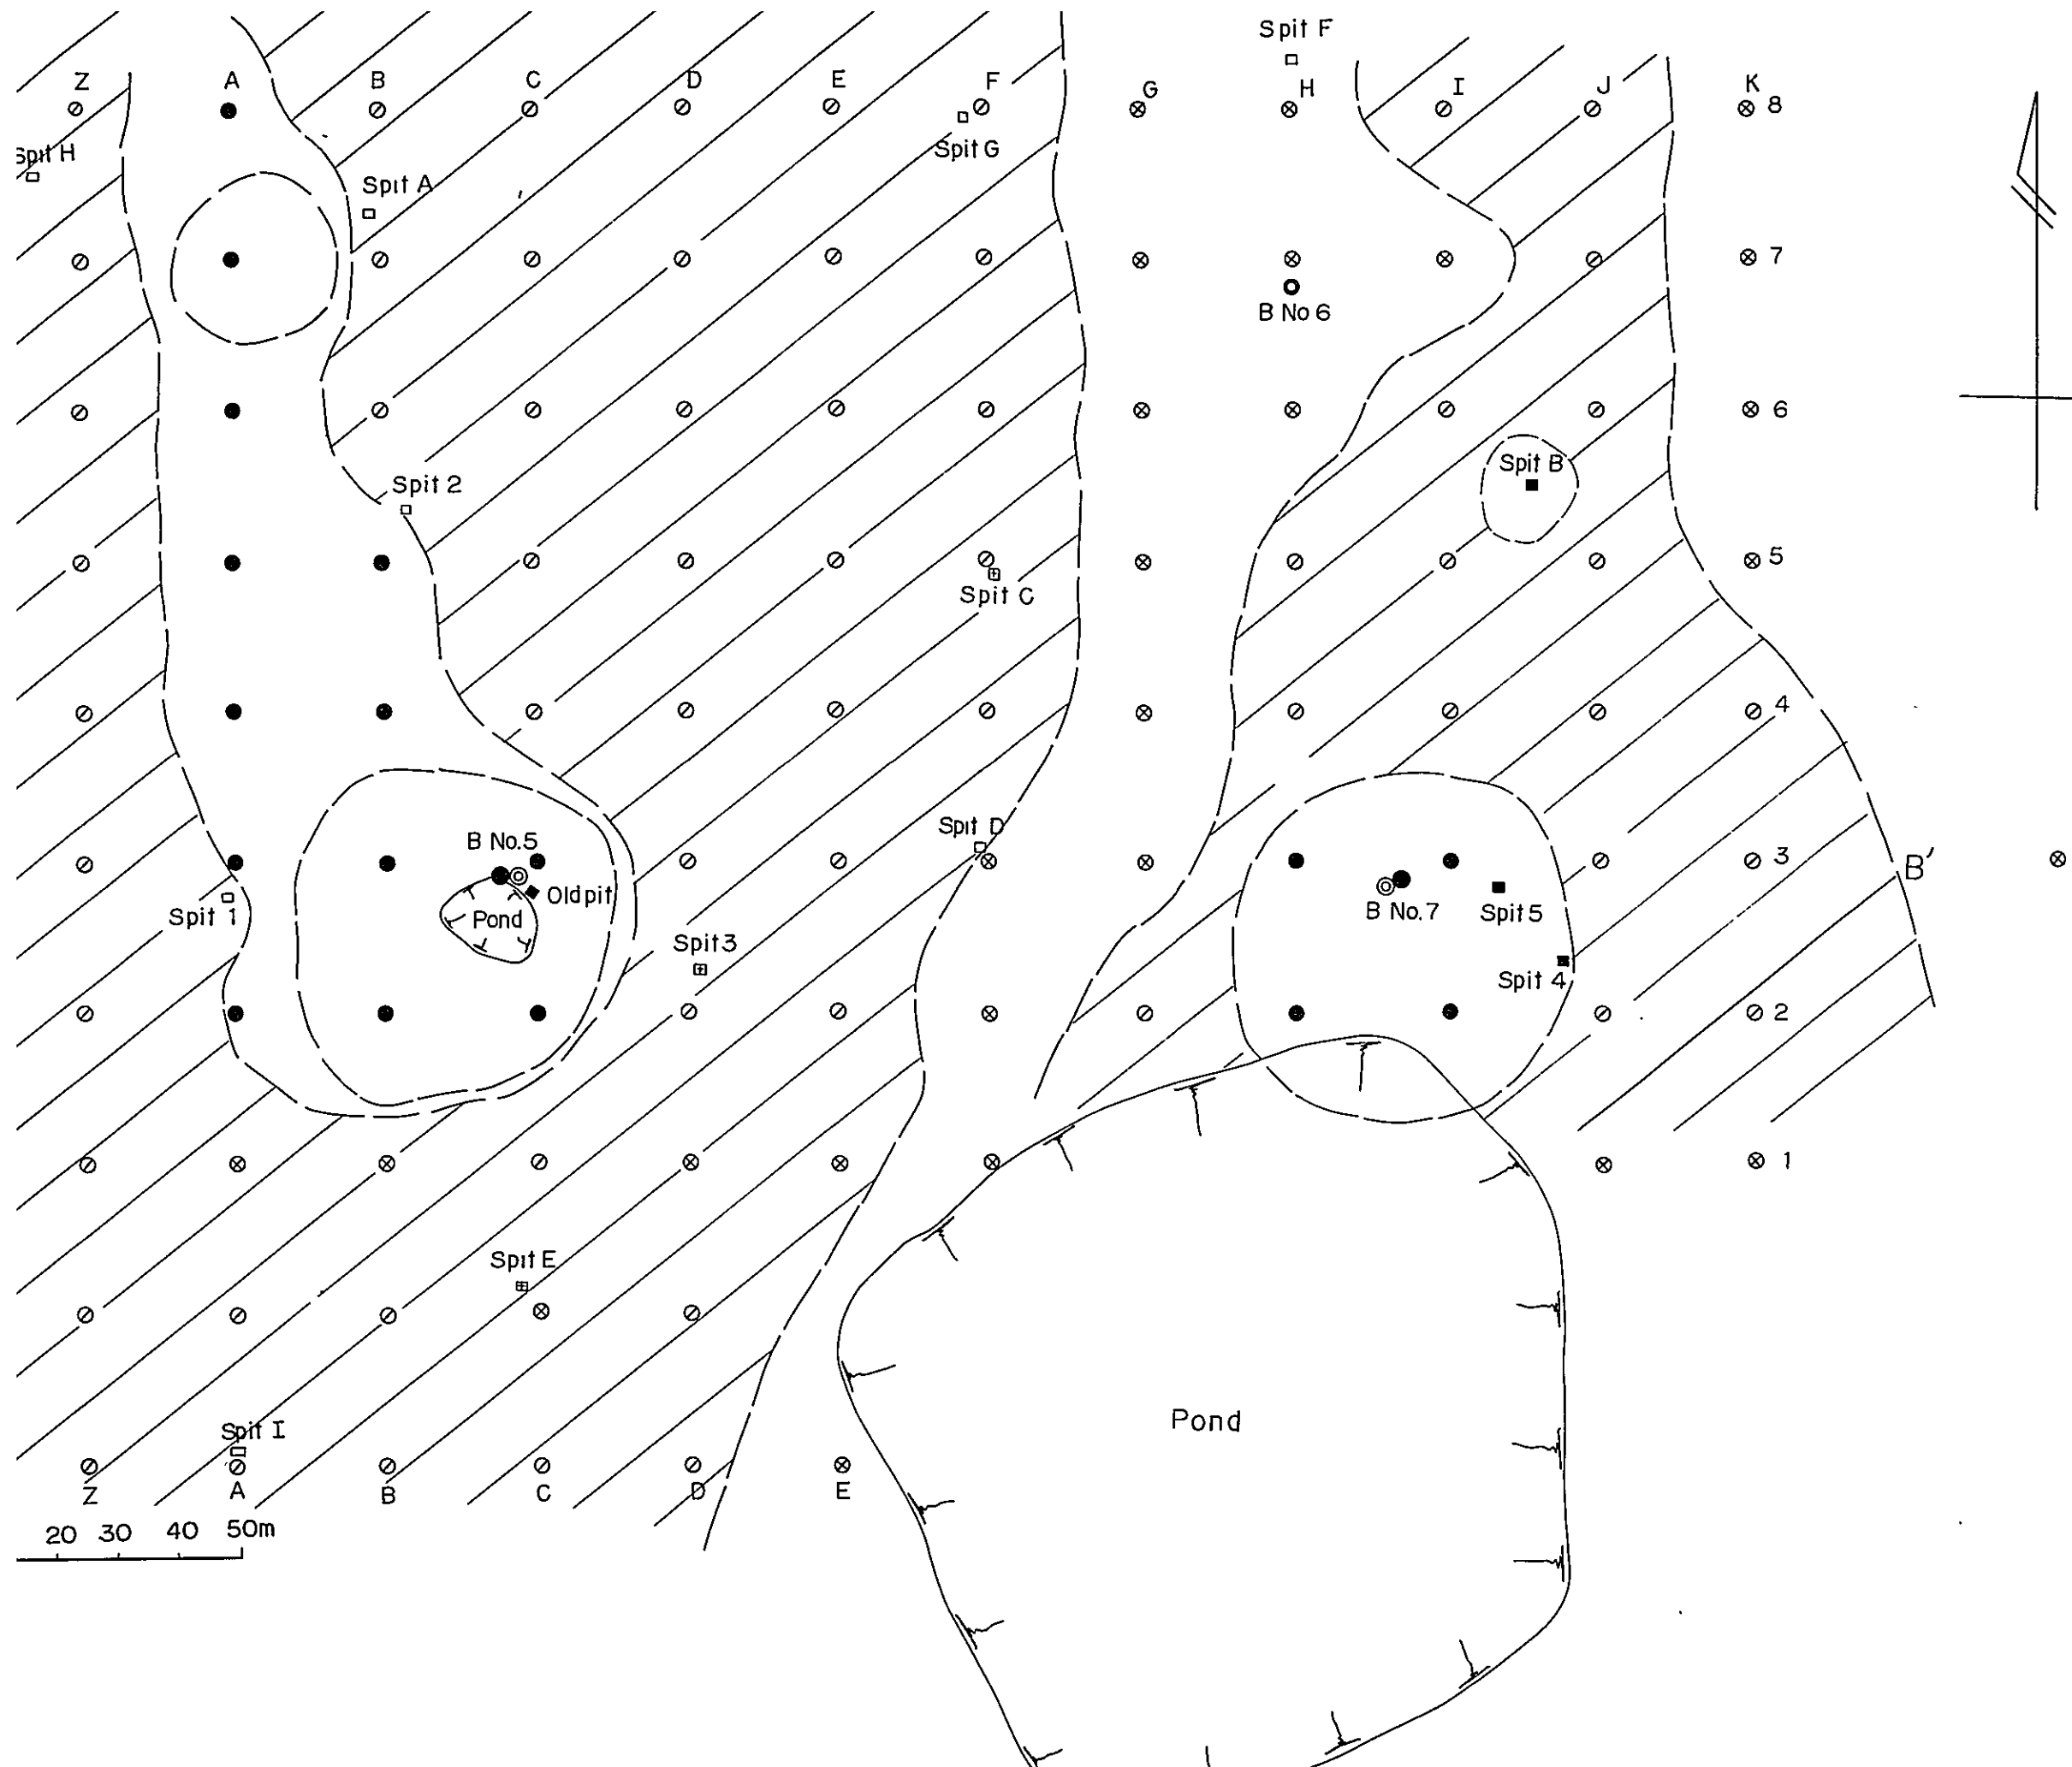 Spit F
Z A B C D E F G H I J K 8
Spit G
Spit H
Spit A
7
B No 6
6
Spit B
Spit 2
5
Spit C
4
Spit D
B No.5
3
B'
Old pit
Spit 1
Pond
B No.7
Spit 5
Spit 3
Spit 4
2
1
Spit E
Pond
Spit I
Z A B C D E
20 30 40 50m